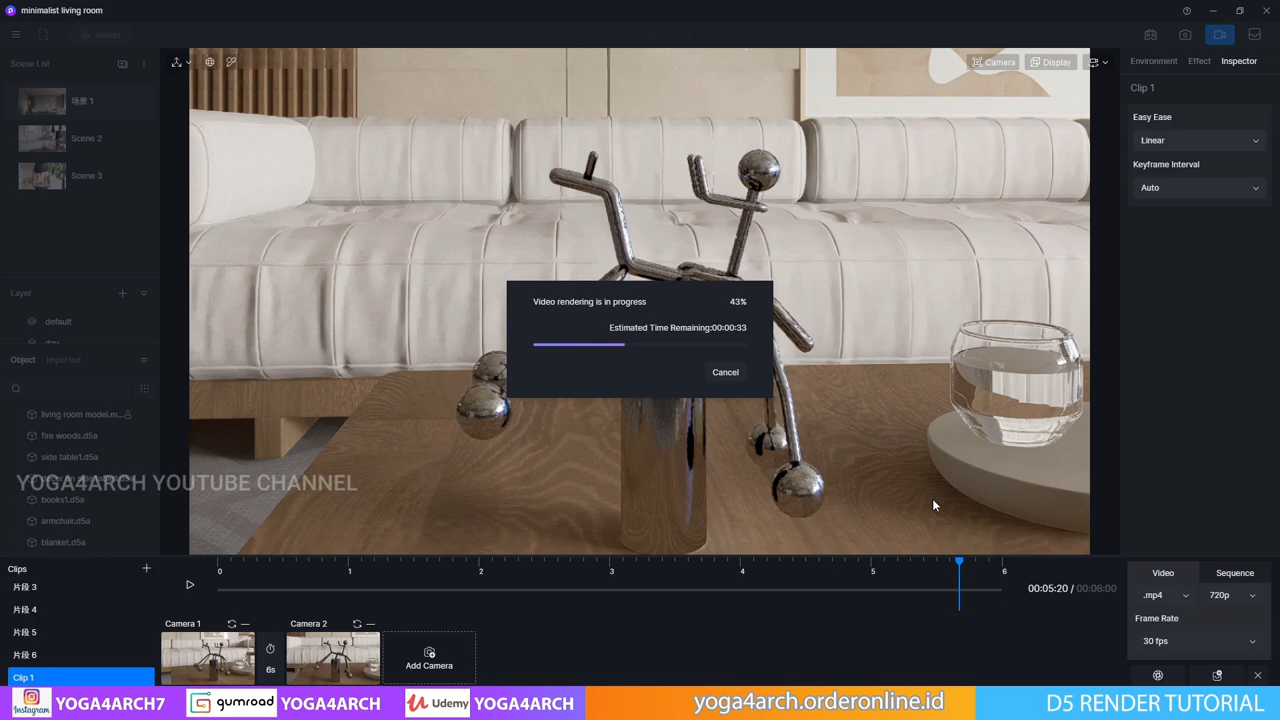 minimalist living room
Assets
Scene List
场景 1
Scene 2
Scene 3
Layer
default
day
Object Imported
living room model.m...
fire woods.d5a
side table1.d5a
books1.d5a
armchair.d5a
blanket.d5a
Camera Display
Video rendering is in progress 43%
Estimated Time Remaining:00:00:33
Cancel
Environment Effect Inspector
Clip 1
Easy Ease
Linear
Keyframe Interval
Auto
YOGA4ARCH YOUTUBE CHANNEL
Clips
片段 3
片段 4
片段 5
片段 6
Clip 1
0 1 2 3 4 5 6
00:05:20 / 00:06:00
Camera 1
6s
Camera 2
Add Camera
Video Sequence
.mp4 720p
Frame Rate
30 fps
Instagram YOGA4ARCH7 gumroad YOGA4ARCH Udemy YOGA4ARCH yoga4arch.orderonline.id D5 RENDER TUTORIAL